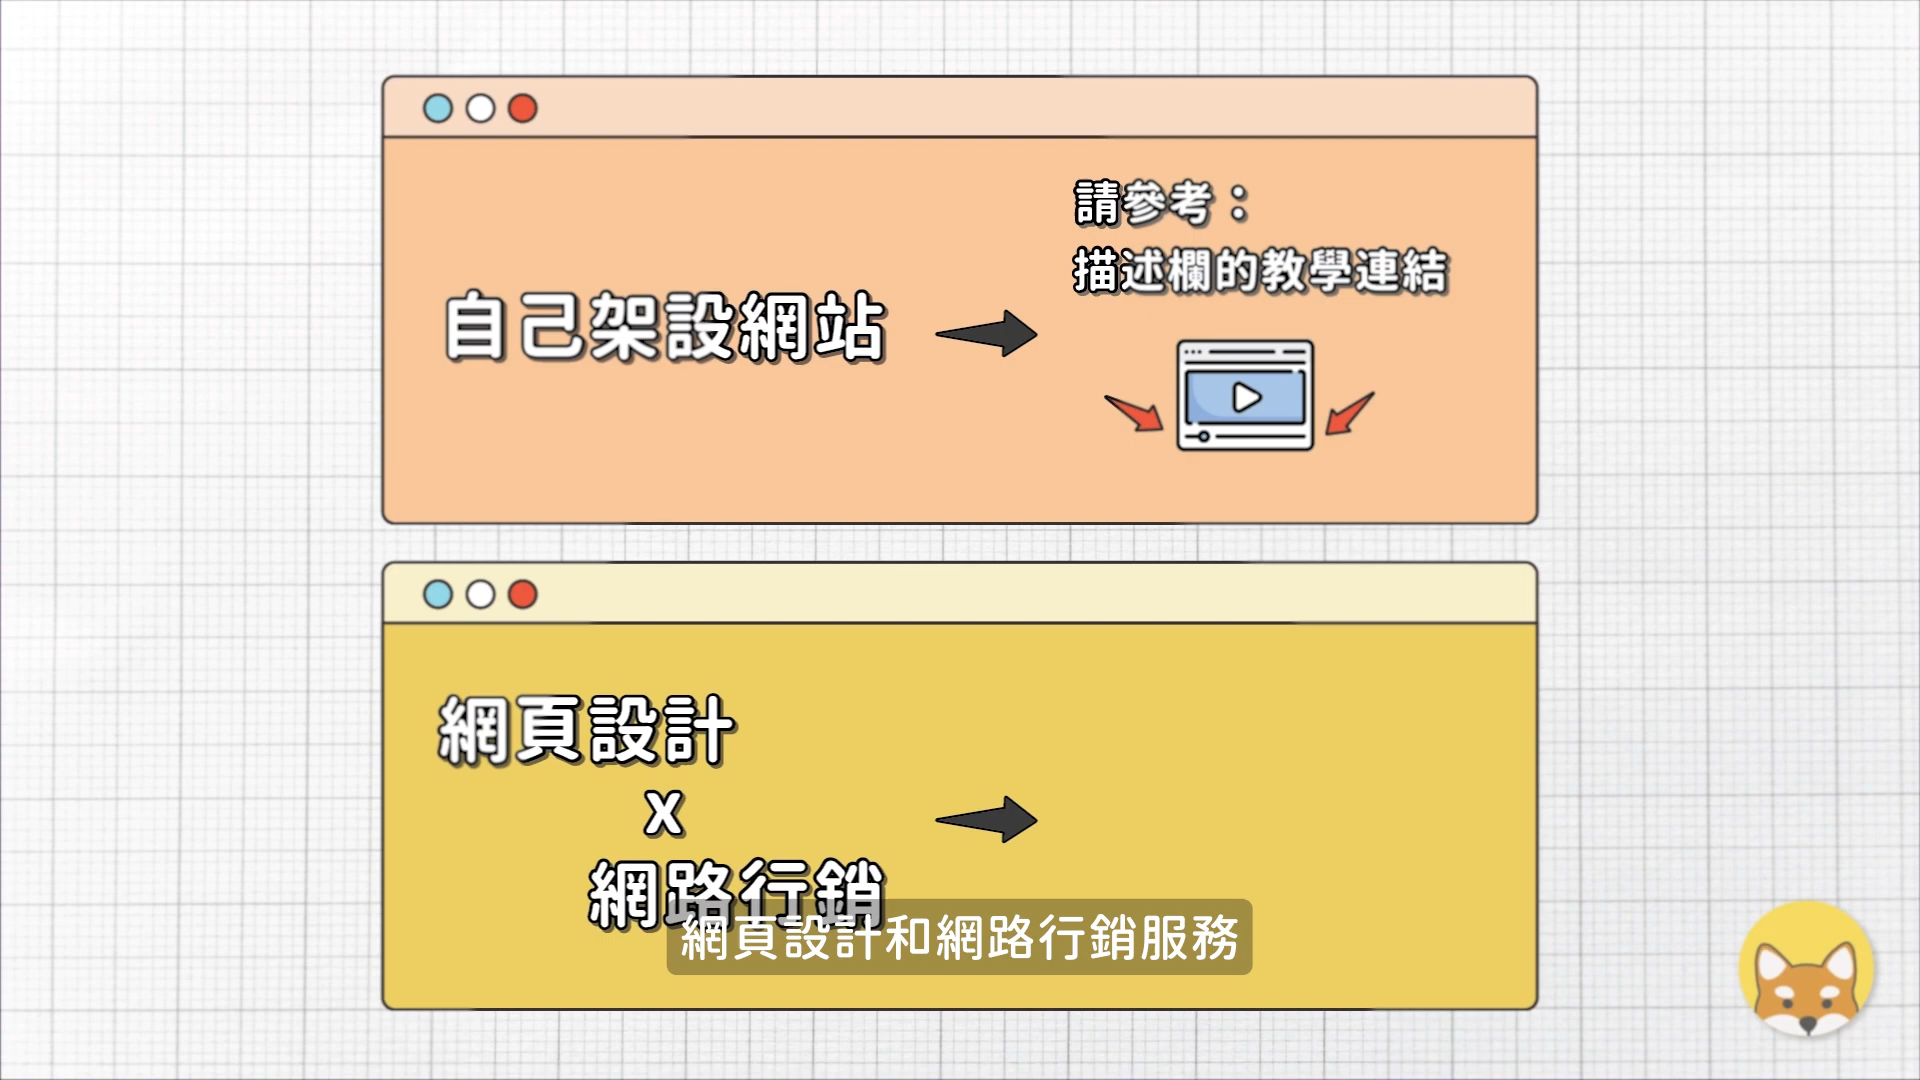 自己架設網站
請參考：
描述欄的教學連結
網頁設計
x
網路行銷
網頁設計和網路行銷服務